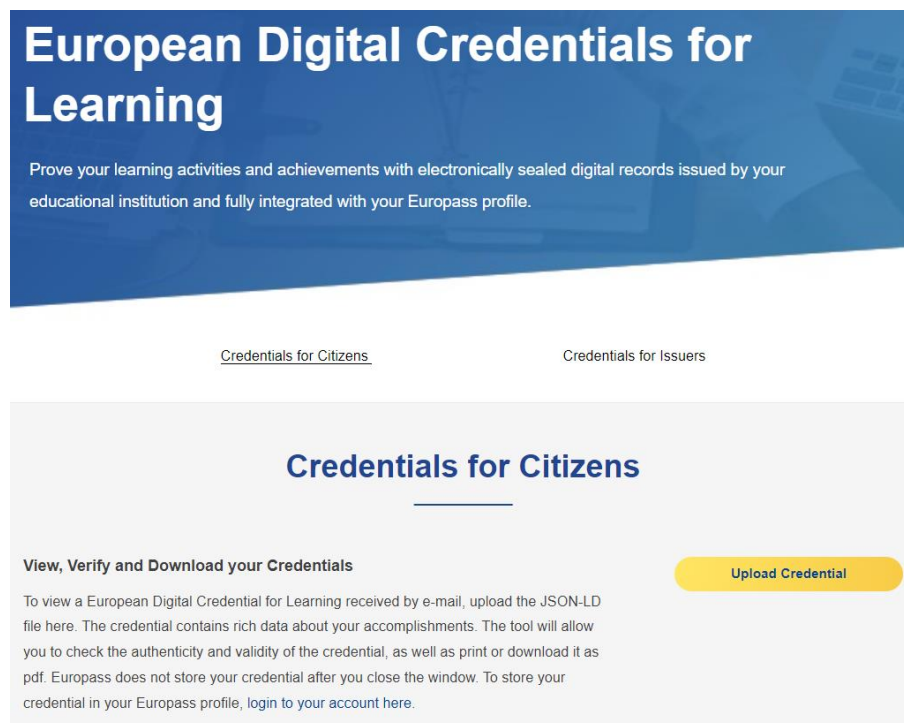 European Digital Credentials for
Learning
Prove your learning activities and achievements with electronically sealed digital records issued by your
educational institution and fully integrated with your Europass profile.
Credentials for Citizens
Credentials for Issuers
Credentials for Citizens
View, Verify and Download your Credentials
Upload Credential
To view a European Digital Credential for Learning received by e-mail, upload the JSON-LD
file here. The credential contains rich data about your accomplishments. The tool will allow
you to check the authenticity and validity of the credential, as well as print or download it as
pdf. Europass does not store your credential after you close the window. To store your
credential in your Europass profile, login to your account here.